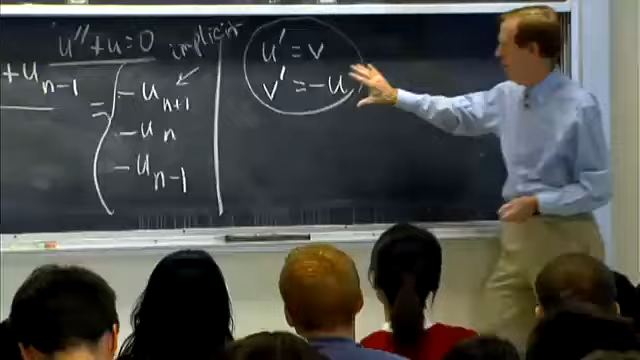 u'' + u = 0
implicit
+ u_{n-1} = ( - u_{n+1}
- u_n
- u_{n-1}
u' = v
v' = -u